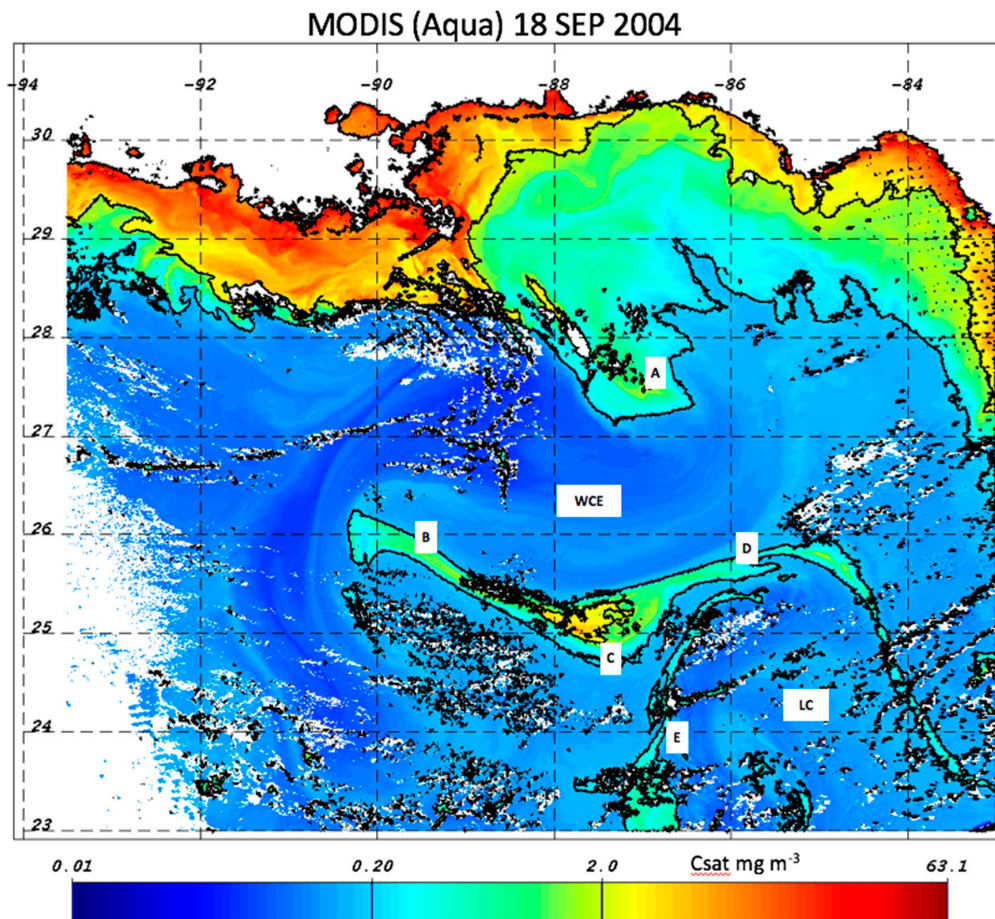 MODIS (Aqua) 18 SEP 2004
-94 -92 -90 -88 -86 -84
30
29
28
A
27
WCE
26
B
D
25
C
LC
24
E
23
0.01 0.20 2.0 Csat mg m⁻³ 63.1